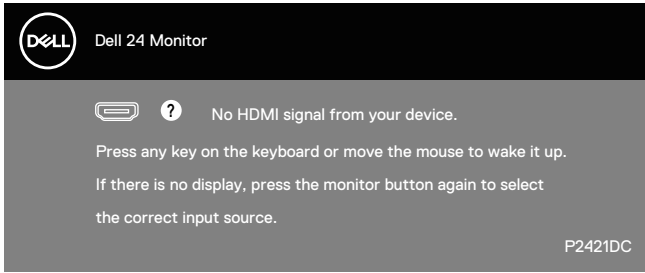 DELL
Dell 24 Monitor
? No HDMI signal from your device.
Press any key on the keyboard or move the mouse to wake it up.
If there is no display, press the monitor button again to select
the correct input source.
P2421DC